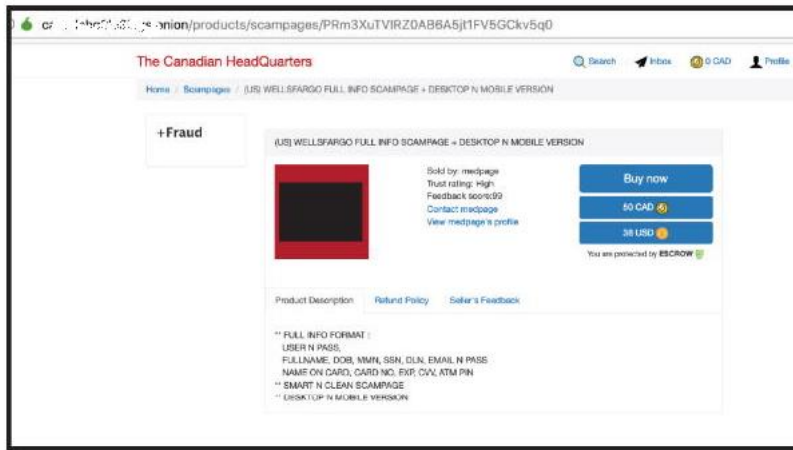 onion/products/scampages/PRm3XuTVIRZ0AB6A5jt1FV5GCkv5q0
The Canadian HeadQuarters
Search Inbox 0 CAD Profile
Home / Scampages / (US) WELLSFARGO FULL INFO SCAMPAGE + DESKTOP N MOBILE VERSION
+Fraud
(US) WELLSFARGO FULL INFO SCAMPAGE + DESKTOP N MOBILE VERSION
Sold by: medpage
Trust rating: High
Feedback score:99
Contact medpage
View medpage's profile
Buy now
50 CAD
38 USD
You are protected by ESCROW
Product Description Refund Policy Seller's Feedback
** FULL INFO FORMAT :
USER N PASS,
FULLNAME, DOB, MMN, SSN, DLN, EMAIL N PASS
NAME ON CARD, CARD NO, EXP, CVV, ATM PIN
** SMART N CLEAN SCAMPAGE
** DESKTOP N MOBILE VERSION